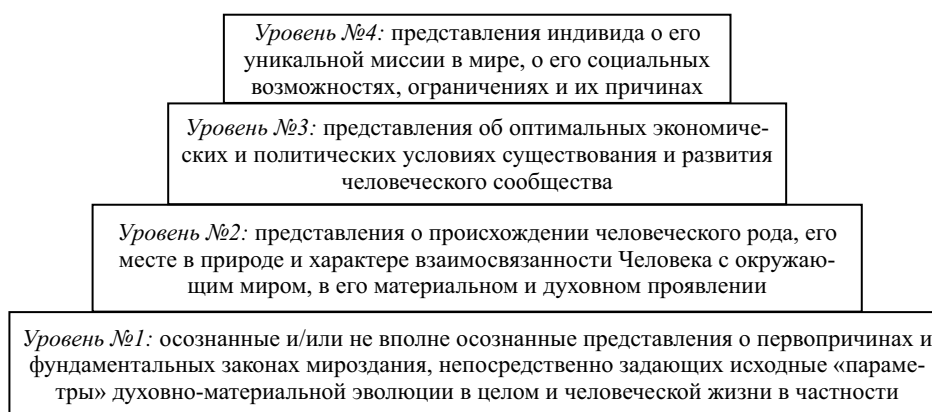 Уровень №4: представления индивида о его
уникальной миссии в мире, о его социальных
возможностях, ограничениях и их причинах
Уровень №3: представления об оптимальных экономиче-
ских и политических условиях существования и развития
человеческого сообщества
Уровень №2: представления о происхождении человеческого рода, его
месте в природе и характере взаимосвязанности Человека с окружаю-
щим миром, в его материальном и духовном проявлении
Уровень №1: осознанные и/или не вполне осознанные представления о первопричинах и
фундаментальных законах мироздания, непосредственно задающих исходные «параме-
тры» духовно-материальной эволюции в целом и человеческой жизни в частности